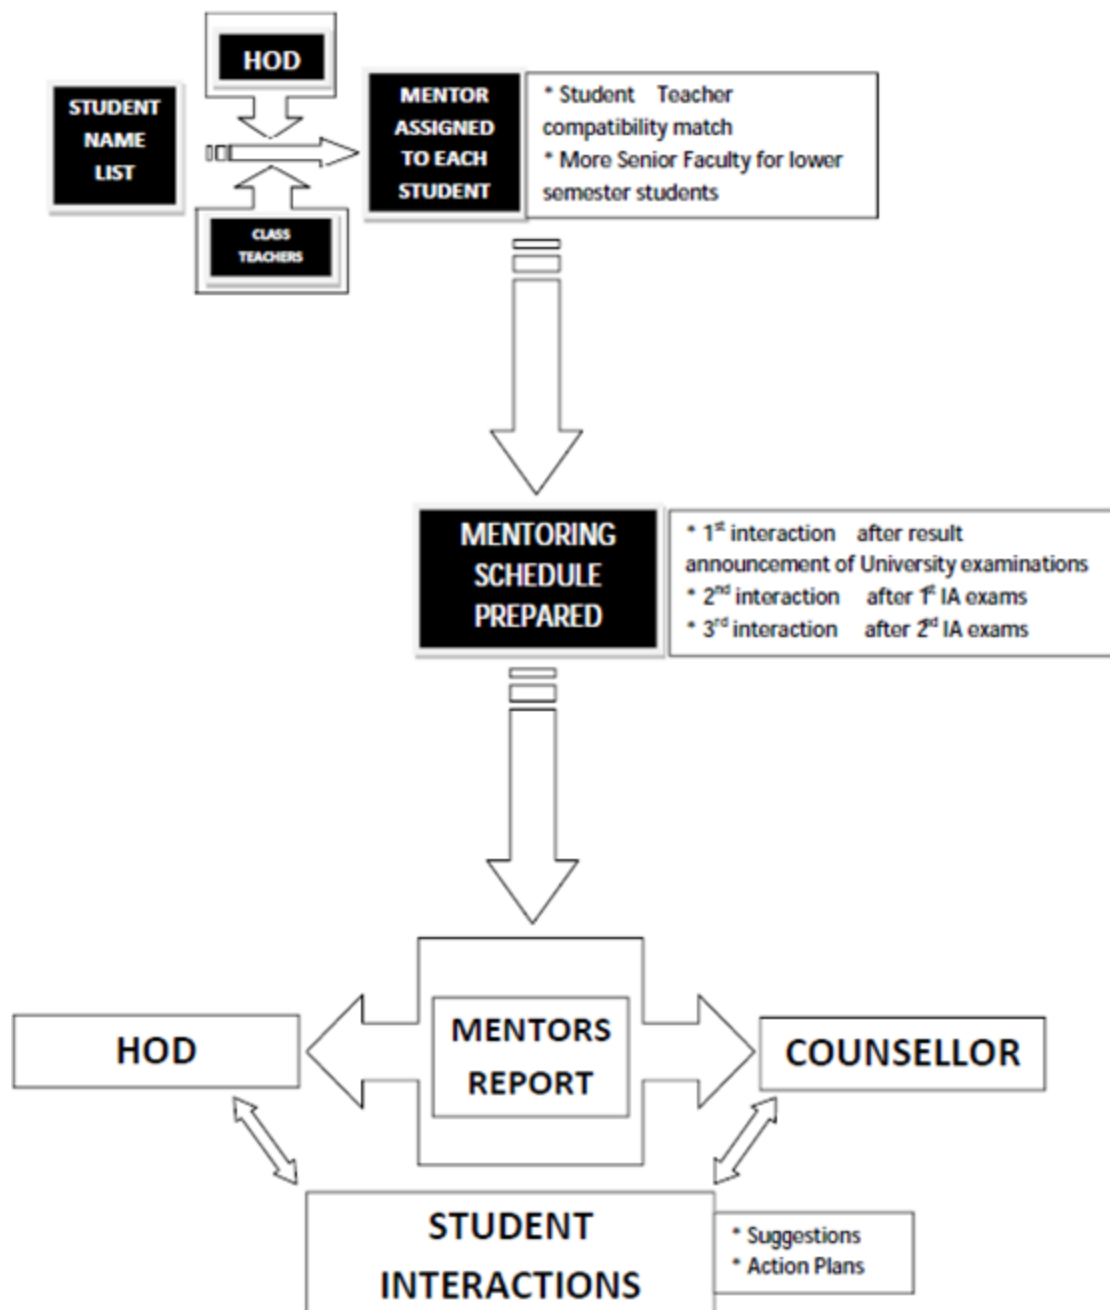 HOD
STUDENT
NAME
LIST
CLASS
TEACHERS
MENTOR
ASSIGNED
TO EACH
STUDENT
* Student Teacher
compatibility match
* More Senior Faculty for lower
semester students
MENTORING
SCHEDULE
PREPARED
* 1st interaction after result
announcement of University examinations
* 2nd interaction after 1st IA exams
* 3rd interaction after 2nd IA exams
HOD
MENTORS
REPORT
COUNSELLOR
STUDENT
INTERACTIONS
* Suggestions
* Action Plans